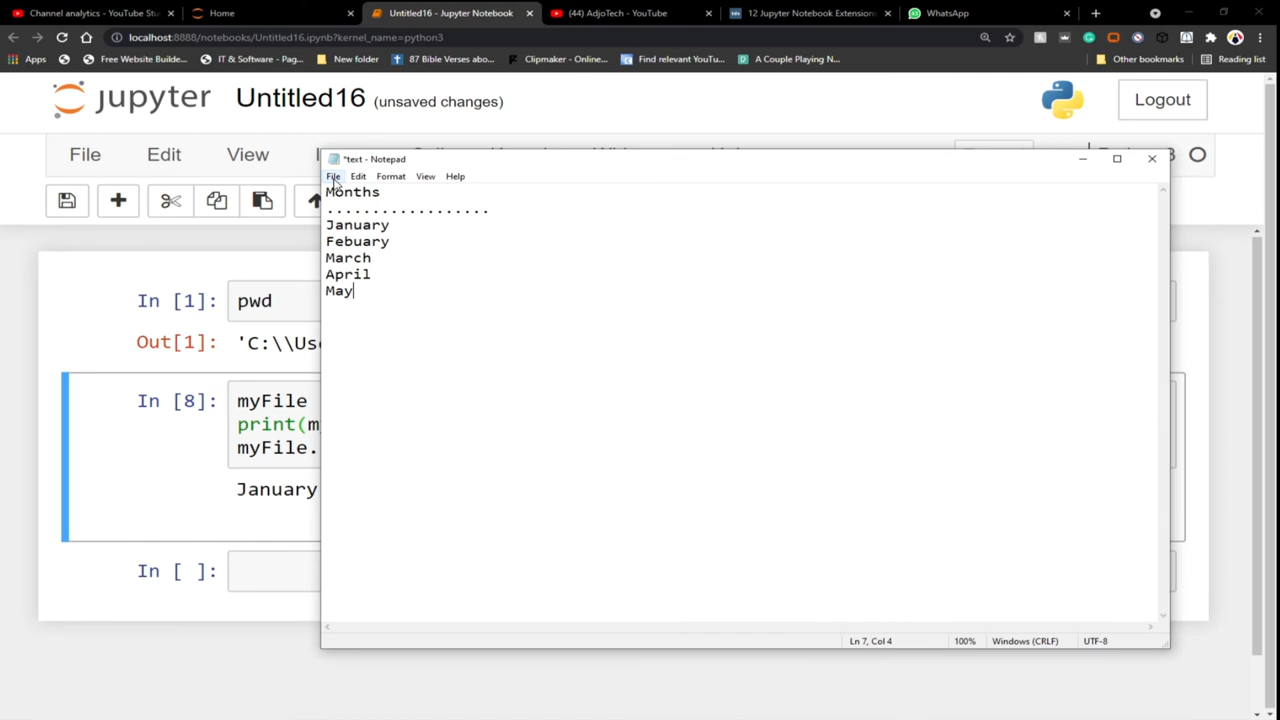 Channel analytics - YouTube Stu
Home
Untitled16 - Jupyter Notebook
(44) AdjoTech - YouTube
12 Jupyter Notebook Extensions
WhatsApp
localhost:8888/notebooks/Untitled16.ipynb?kernel_name=python3
Apps
Free Website Builde...
IT & Software - Pag...
New folder
87 Bible Verses abo...
Clipmaker - Online...
Find relevant YouTu...
A Couple Playing N...
Other bookmarks
Reading list
jupyter Untitled16 (unsaved changes)
Logout
File Edit View
*text - Notepad
File Edit Format View Help
Months
..................
January
Febuary
March
April
May
In [1]: pwd
Out[1]: 'C:\\Use
In [8]: myFile
print(m
myFile.
January
In [ ]:
Ln 7, Col 4 100% Windows (CRLF) UTF-8